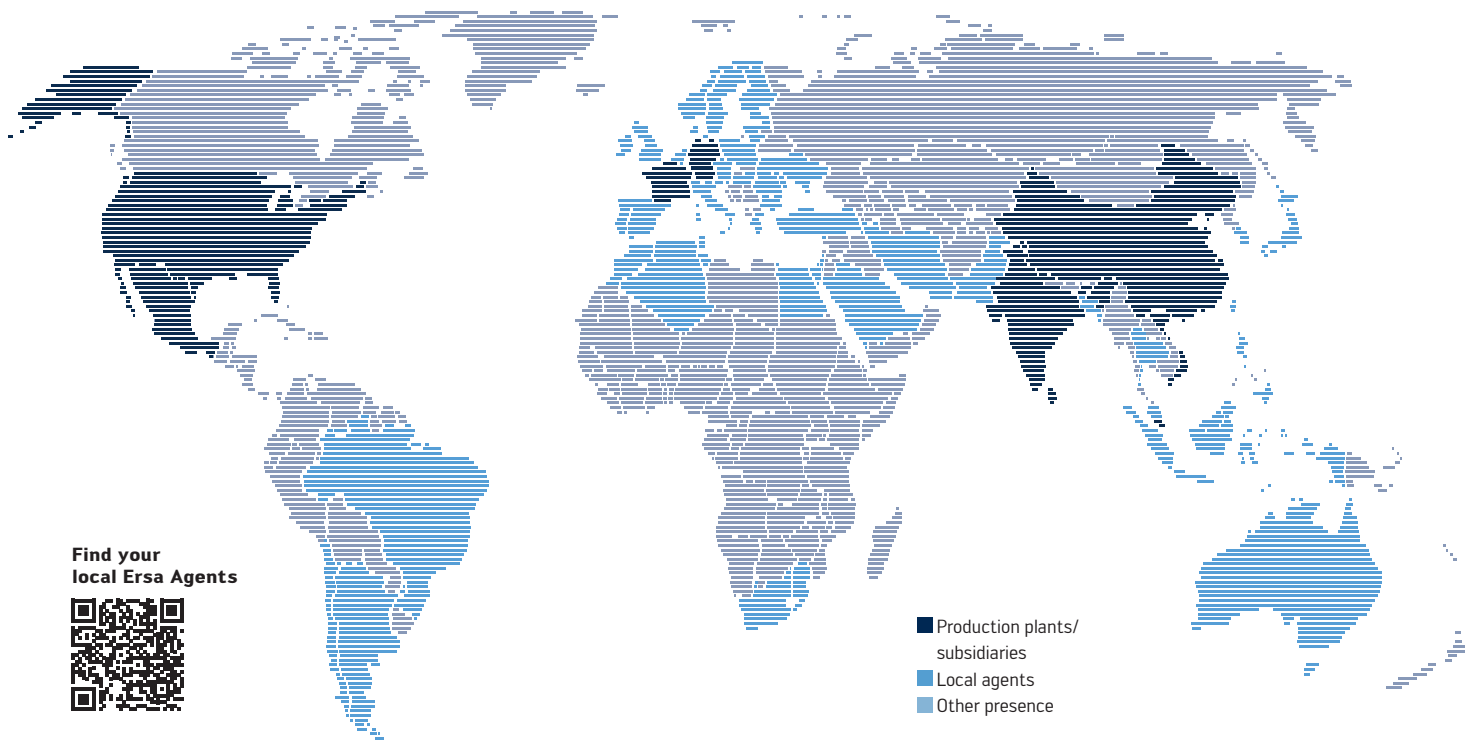 Find your
local Ersa Agents
Production plants/
subsidiaries
Local agents
Other presence